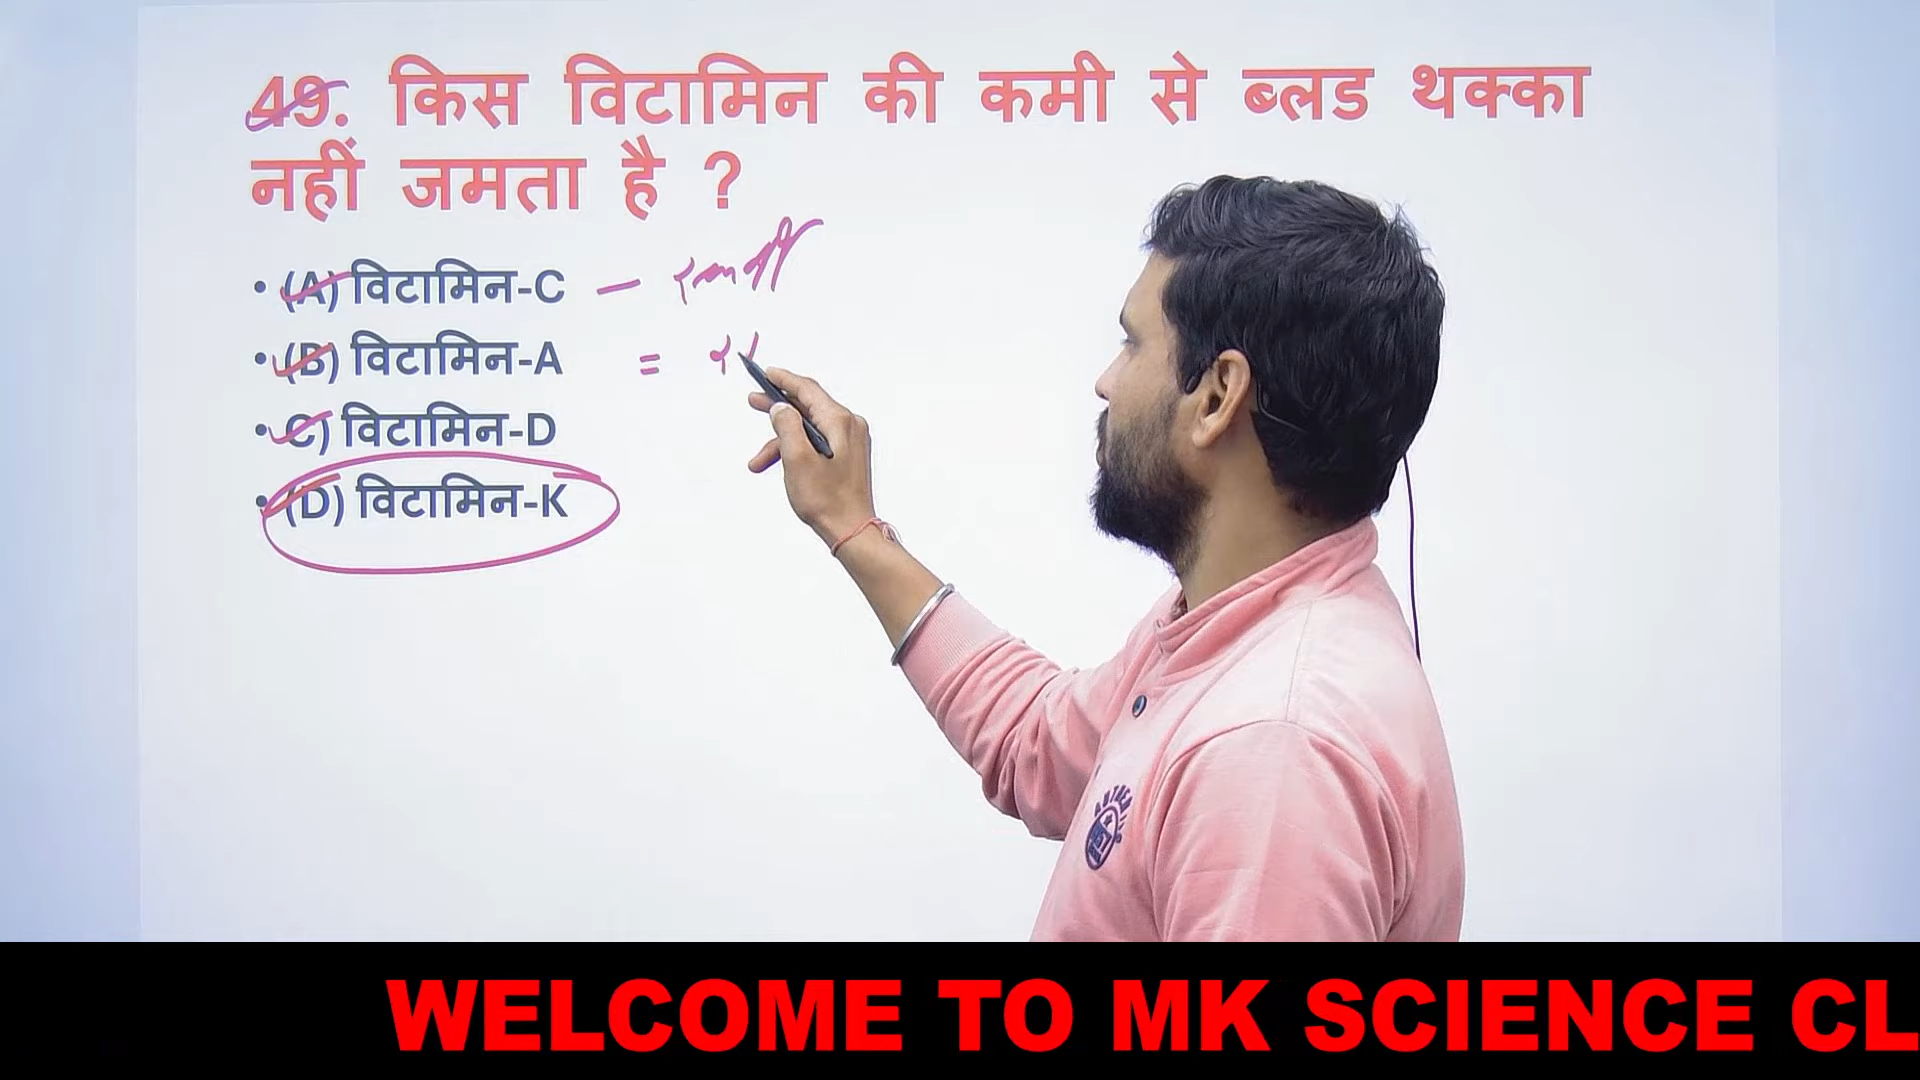 49. किस विटामिन की कमी से ब्लड थक्का
नहीं जमता है ?
• (A) विटामिन-C –
• (B) विटामिन-A =
• C) विटामिन-D
• (D) विटामिन-K
WELCOME TO MK SCIENCE CL